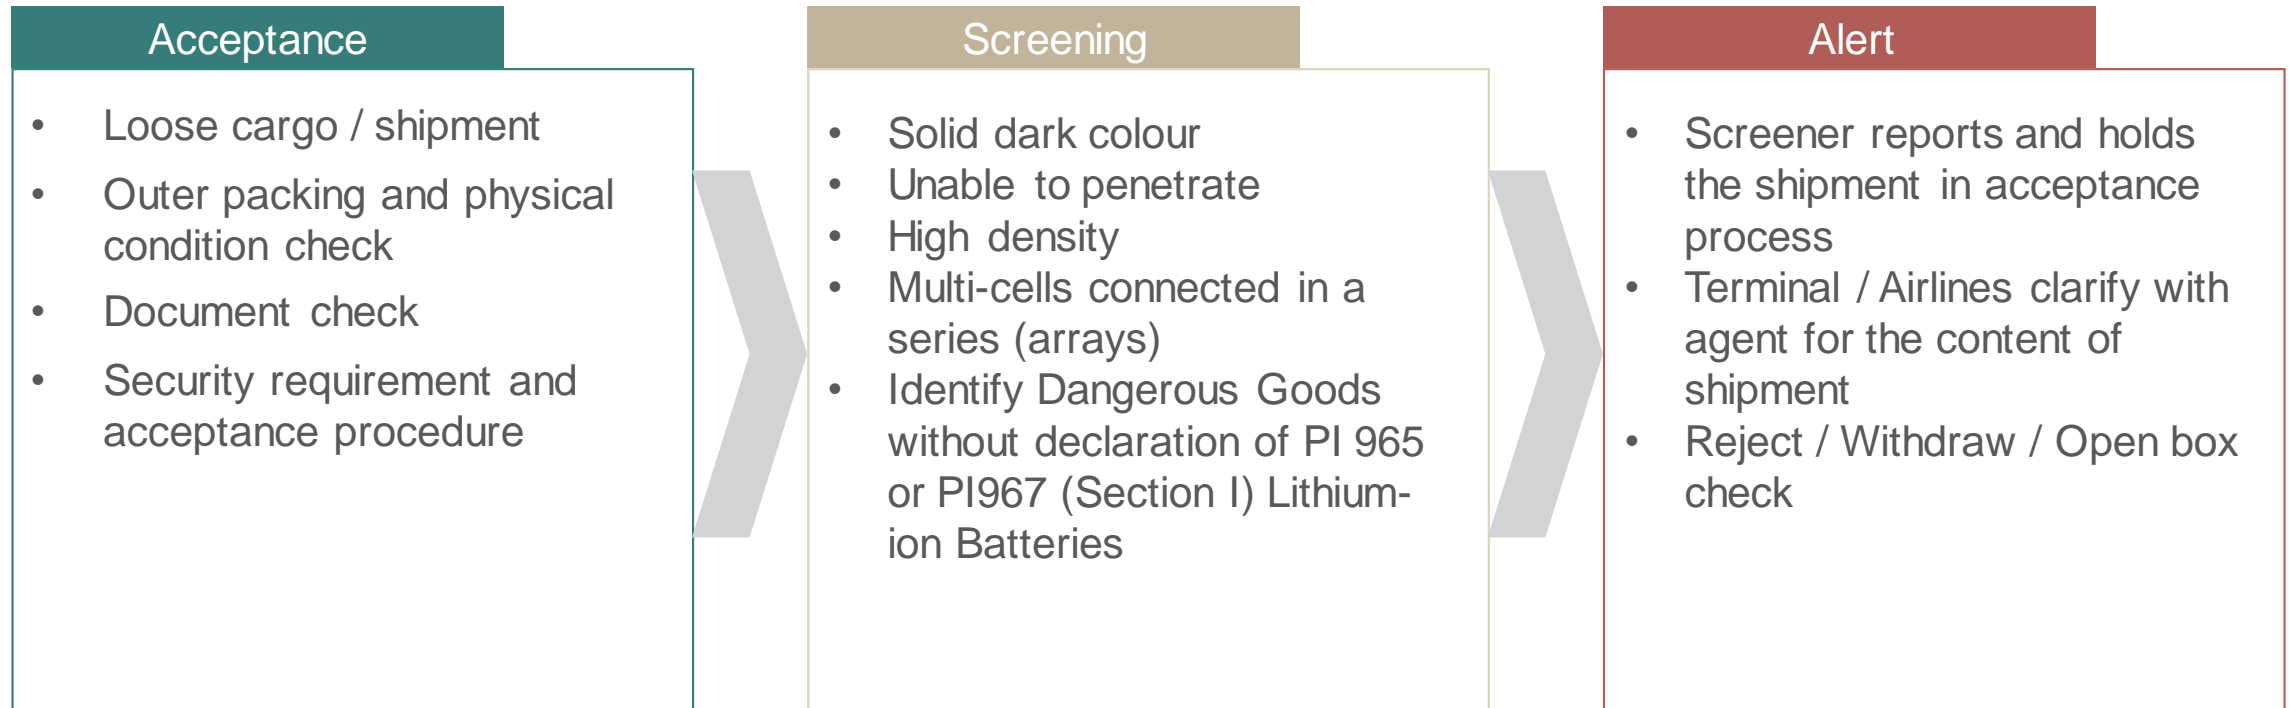 Acceptance
• Loose cargo / shipment
• Outer packing and physical
condition check
• Document check
• Security requirement and
acceptance procedure
Screening
• Solid dark colour
• Unable to penetrate
• High density
• Multi-cells connected in a
series (arrays)
• Identify Dangerous Goods
without declaration of PI 965
or PI967 (Section I) Lithium-
ion Batteries
Alert
• Screener reports and holds
the shipment in acceptance
process
• Terminal / Airlines clarify with
agent for the content of
shipment
• Reject / Withdraw / Open box
check